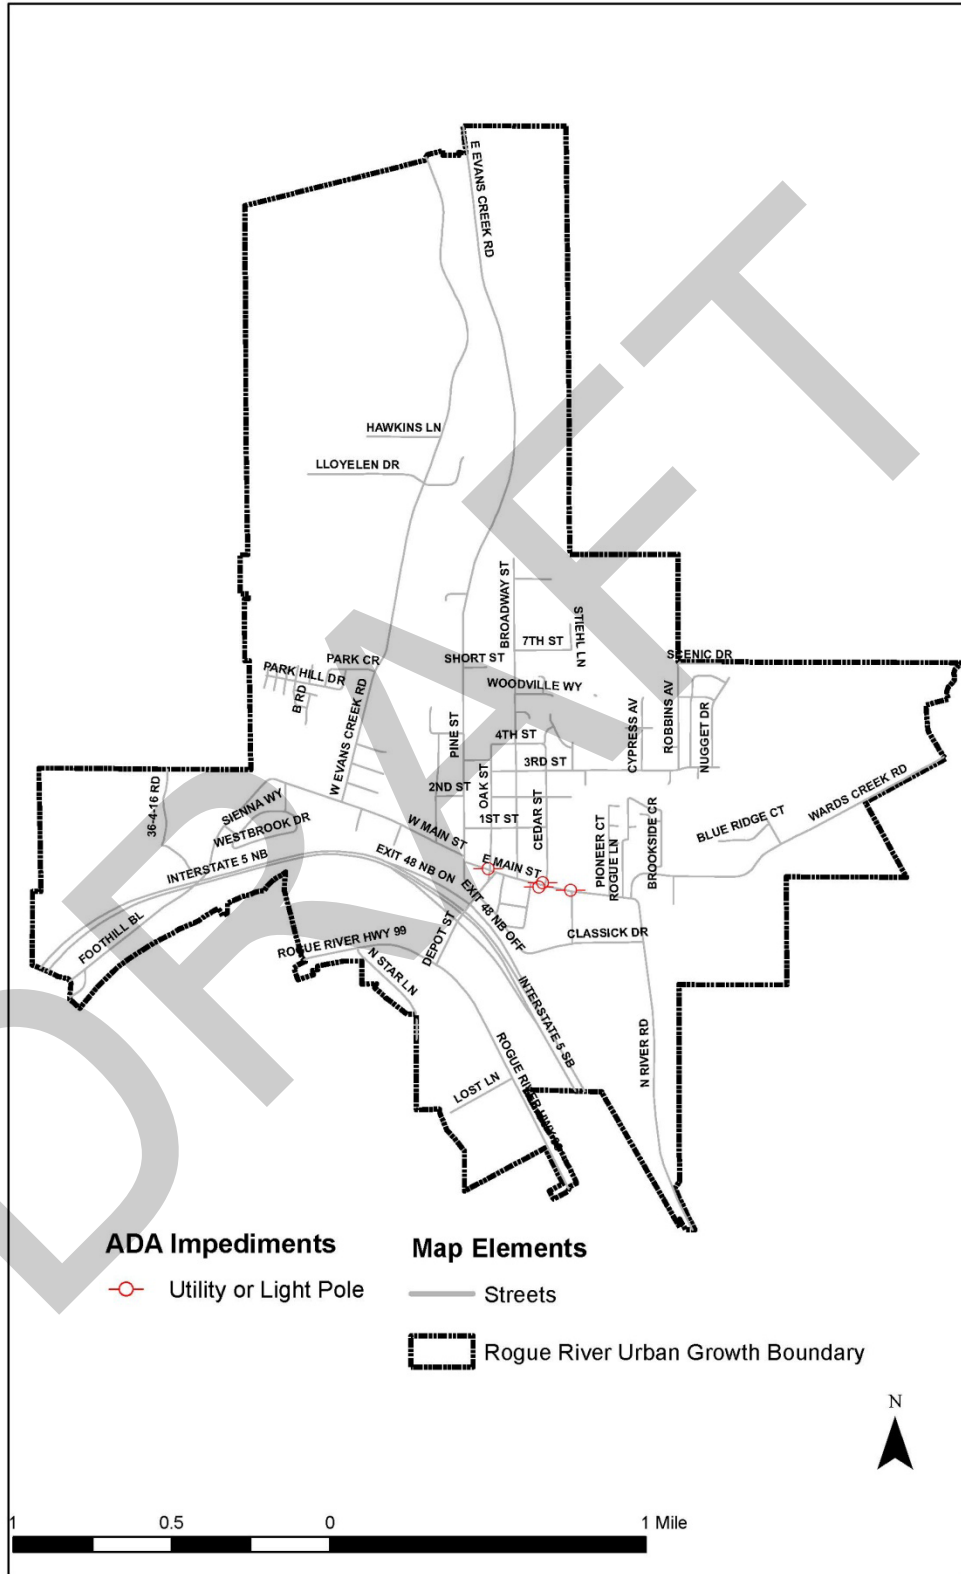 E EVANS CREEK RD
HAWKINS LN
LLOYELEN DR
BROADWAY ST
STIEHL LN
7TH ST
SHORT ST
SCENIC DR
PARK CR
PARK HILL DR
B RD
W EVANS CREEK RD
WOODVILLE WY
PINE ST
4TH ST
CYPRESS AV
ROBBINS AV
NUGGET DR
3RD ST
OAK ST
2ND ST
CEDAR ST
1ST ST
36-4-16 RD
SIENNA WY
WESTBROOK DR
W MAIN ST
WARDS CREEK RD
BLUE RIDGE CT
BROOKSIDE CR
PIONEER CT
ROGUE LN
E MAIN ST
EXIT 48 NB ON
INTERSTATE 5 NB
EXIT 48 NB OFF
FOOTHILL BL
DEPOT ST
CLASSICK DR
ROGUE RIVER HWY 99
N STAR LN
INTERSTATE 5 SB
N RIVER RD
ROGUE RIVER HWY 99
LOST LN
DRAFT
ADA Impediments
Utility or Light Pole
Map Elements
Streets
Rogue River Urban Growth Boundary
N
1 0.5 0 1 Mile